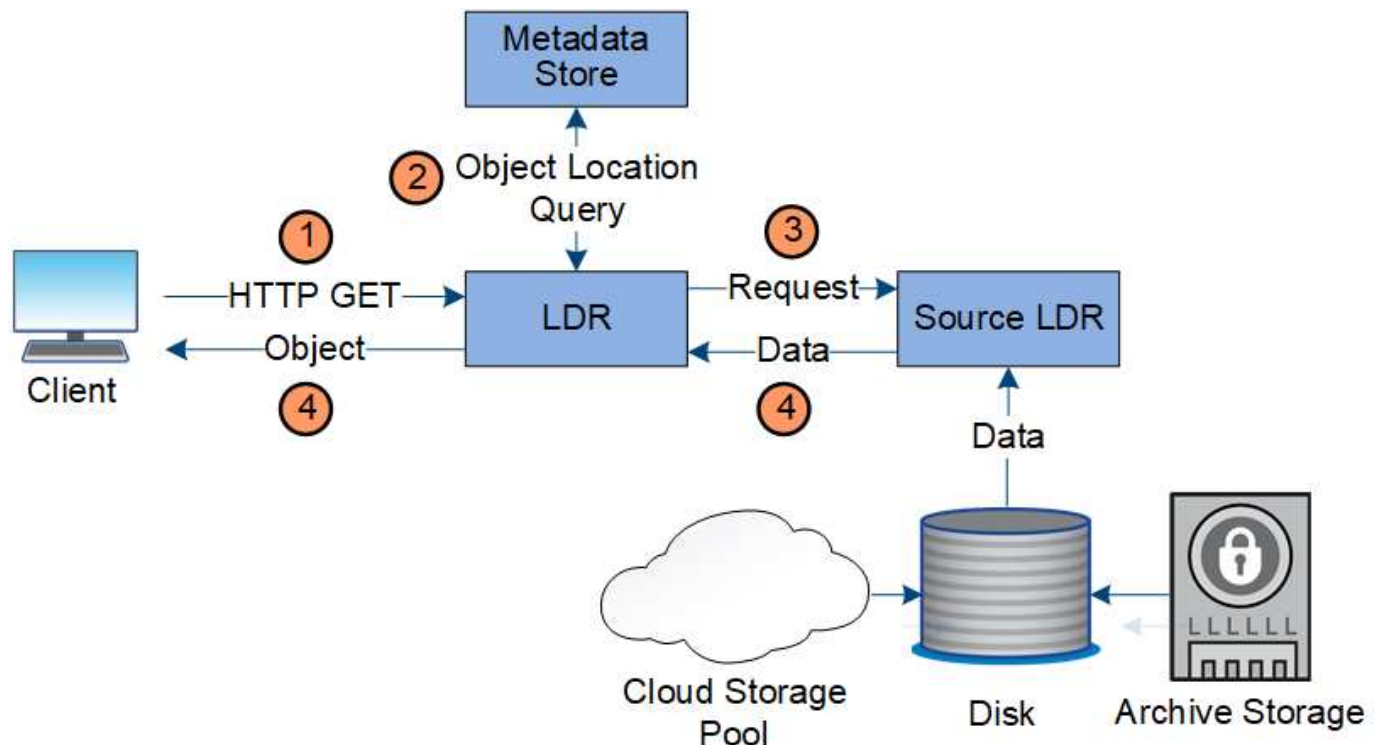 Metadata
Store
2
Object Location
Query
1
3
HTTP GET
Request
LDR
Source LDR
Object
Data
Client
4
4
Data
L L L L L L
Cloud Storage
Pool
Disk
Archive Storage